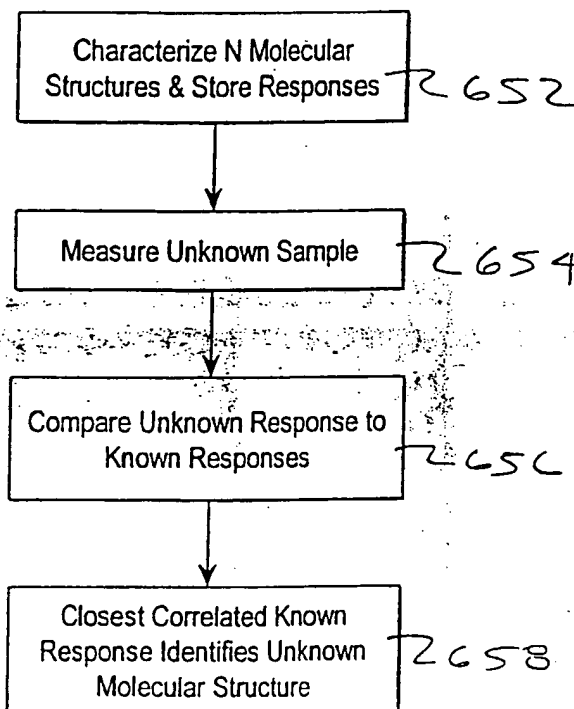 Characterize N Molecular
Structures & Store Responses
652
Measure Unknown Sample
654
Compare Unknown Response to
Known Responses
656
Closest Correlated Known
Response Identifies Unknown
Molecular Structure
658